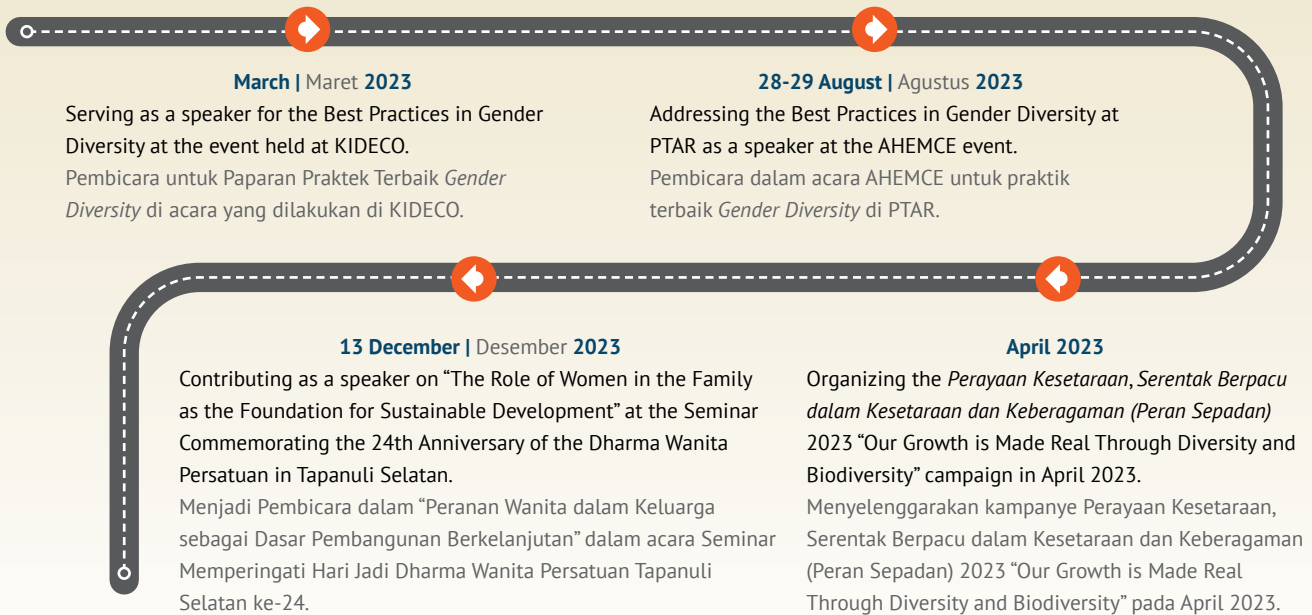 March | Maret 2023
Serving as a speaker for the Best Practices in Gender
Diversity at the event held at KIDECO.
Pembicara untuk Paparan Praktek Terbaik Gender
Diversity di acara yang dilakukan di KIDECO.
28-29 August | Agustus 2023
Addressing the Best Practices in Gender Diversity at
PTAR as a speaker at the AHEMCE event.
Pembicara dalam acara AHEMCE untuk praktik
terbaik Gender Diversity di PTAR.
April 2023
Organizing the Perayaan Kesetaraan, Serentak Berpacu
dalam Kesetaraan dan Keberagaman (Peran Sepadan)
2023 “Our Growth is Made Real Through Diversity and
Biodiversity” campaign in April 2023.
Menyelenggarakan kampanye Perayaan Kesetaraan,
Serentak Berpacu dalam Kesetaraan dan Keberagaman
(Peran Sepadan) 2023 “Our Growth is Made Real
Through Diversity and Biodiversity” pada April 2023.
13 December | Desember 2023
Contributing as a speaker on “The Role of Women in the Family
as the Foundation for Sustainable Development” at the Seminar
Commemorating the 24th Anniversary of the Dharma Wanita
Persatuan in Tapanuli Selatan.
Menjadi Pembicara dalam “Peranan Wanita dalam Keluarga
sebagai Dasar Pembangunan Berkelanjutan” dalam acara Seminar
Memperingati Hari Jadi Dharma Wanita Persatuan Tapanuli
Selatan ke-24.